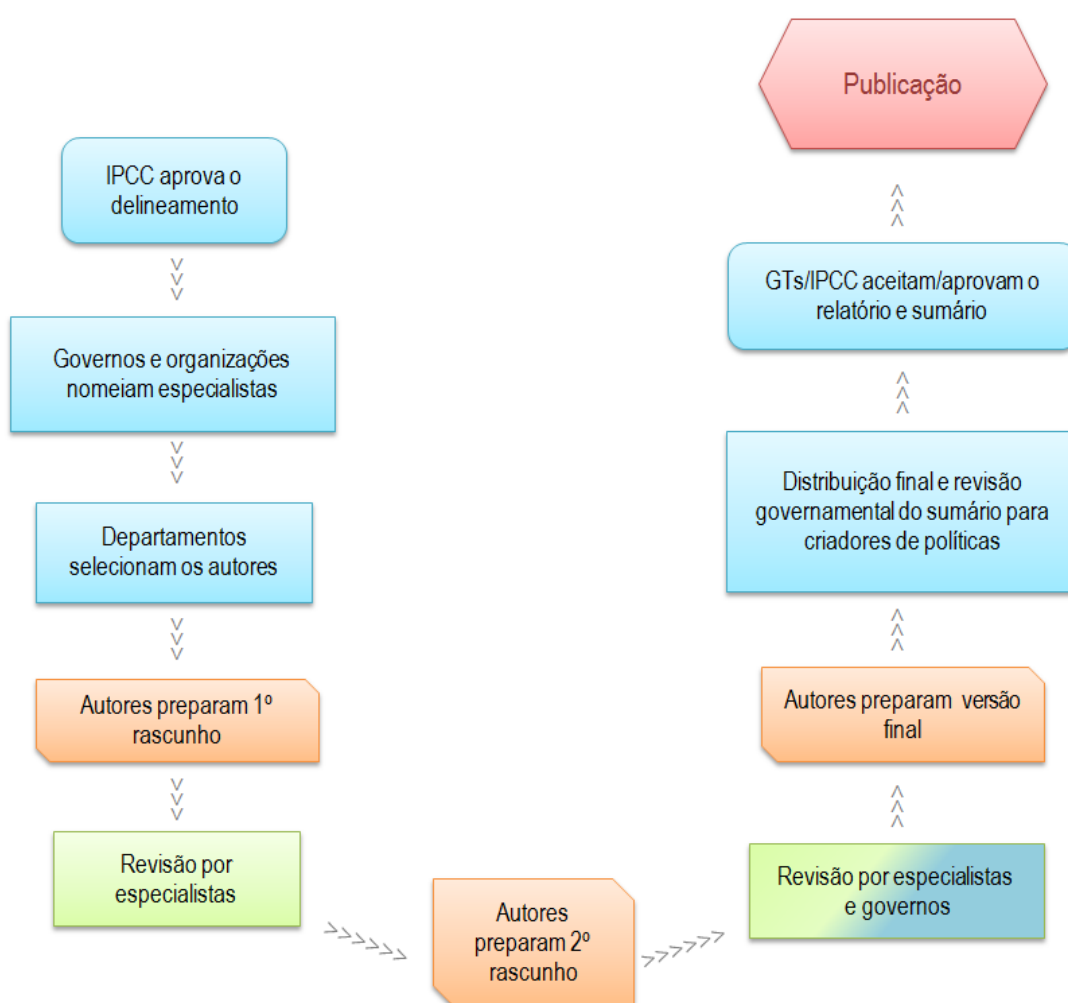 IPCC aprova o
delineamento
Governos e organizações
nomeiam especialistas
Departamentos
selecionam os autores
Autores preparam 1º
rascunho
Revisão por
especialistas
Autores
preparam 2º
rascunho
Revisão por especialistas
e governos
Autores preparam versão
final
Distribuição final e revisão
governamental do sumário para
criadores de políticas
GTs/IPCC aceitam/aprovam o
relatório e sumário
Publicação